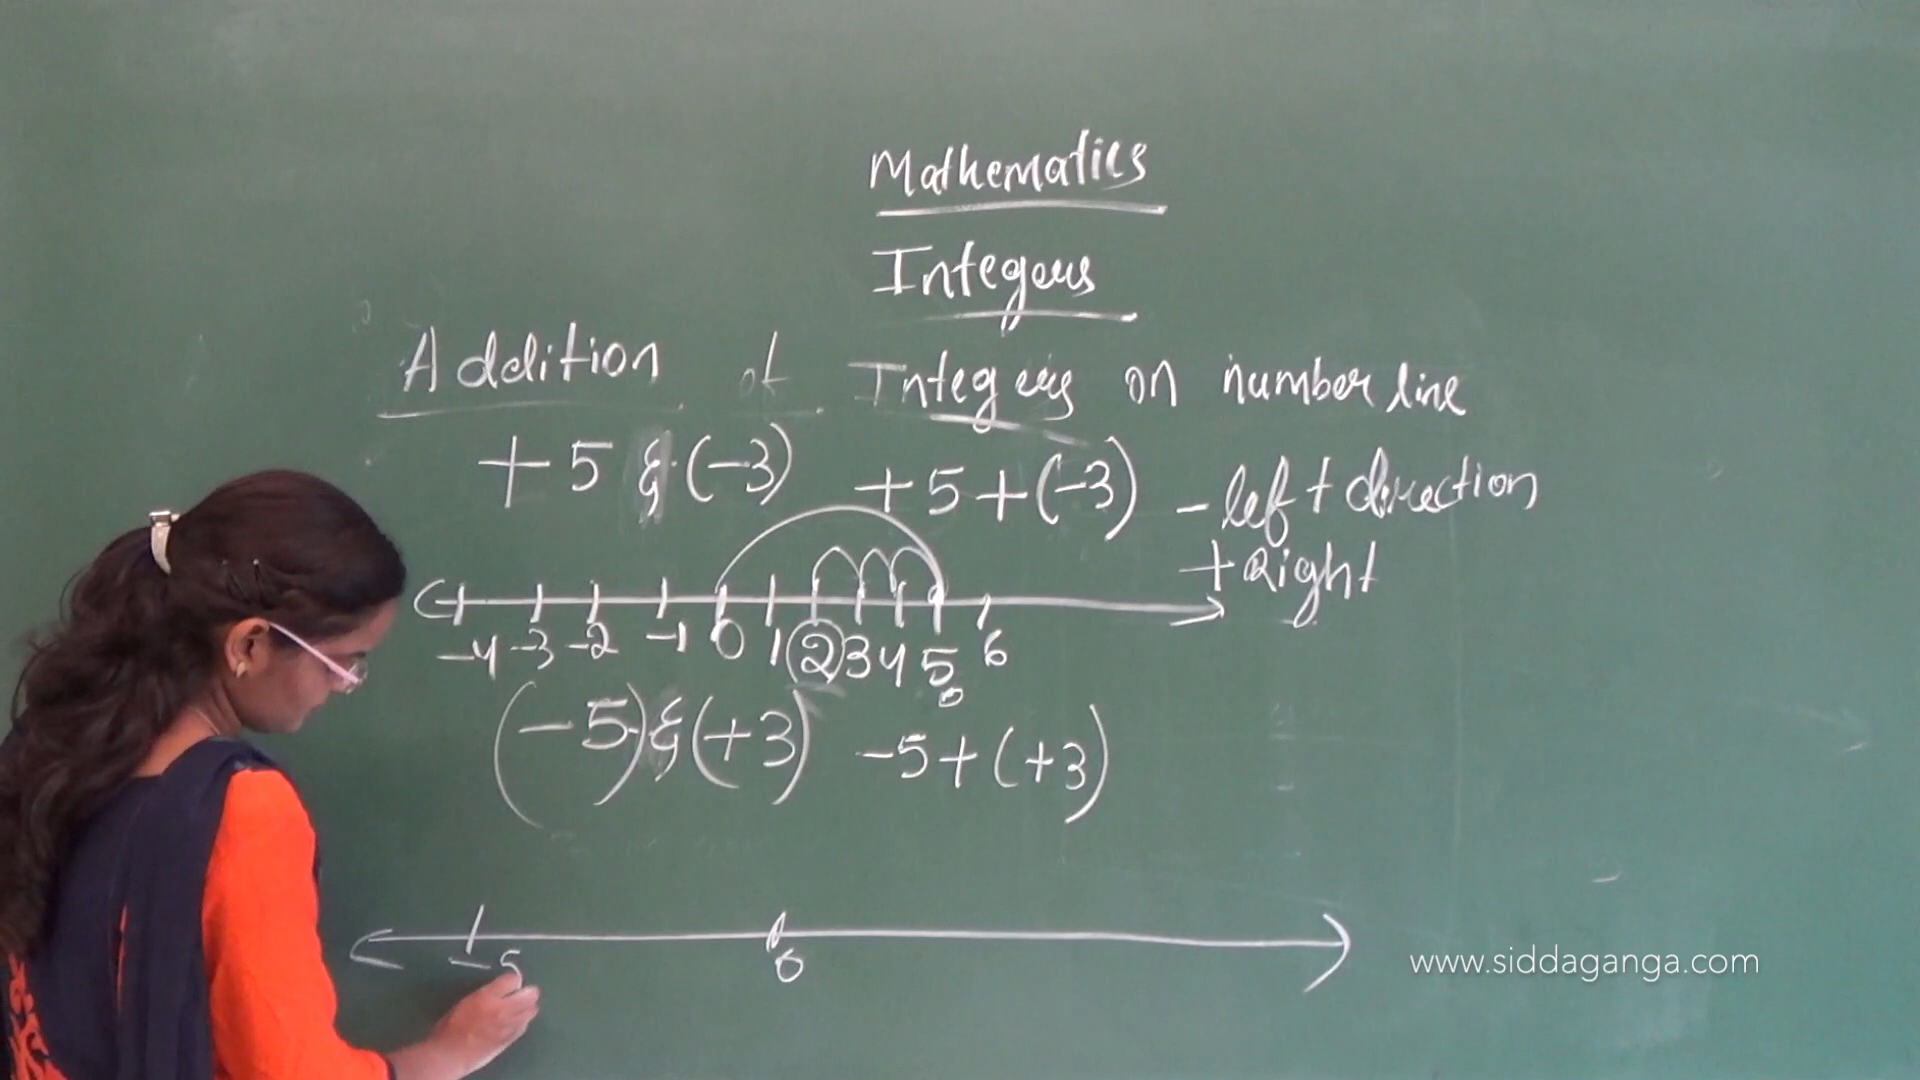 Mathematics
Integers
Addition of Integers on number line
+5 & (-3) +5+(-3) - left direction
+ Right
-4 -3 -2 -1 0 1 2 3 4 5 6
(-5) & (+3) -5+(+3)
-5 0
www.siddaganga.com